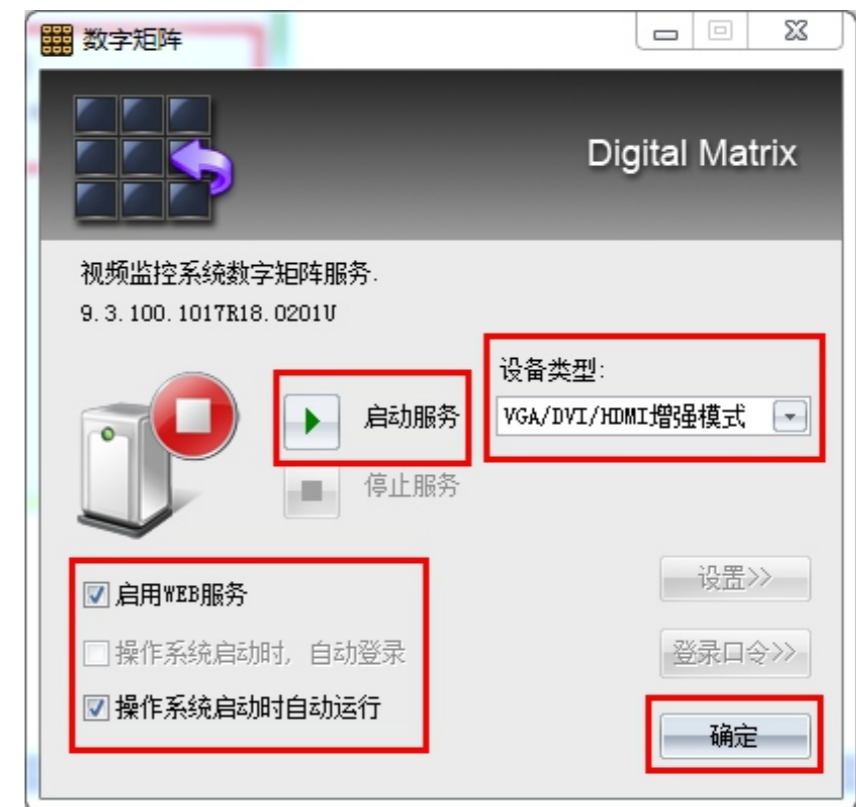 数字矩阵
Digital Matrix
视频监控系统数字矩阵服务.
9.3.100.1017R18.0201U
设备类型:
启动服务
VGA/DVI/HDMI增强模式
停止服务
设置>>
启用WEB服务
操作系统启动时, 自动登录
登录口令>>
操作系统启动时自动运行
确定